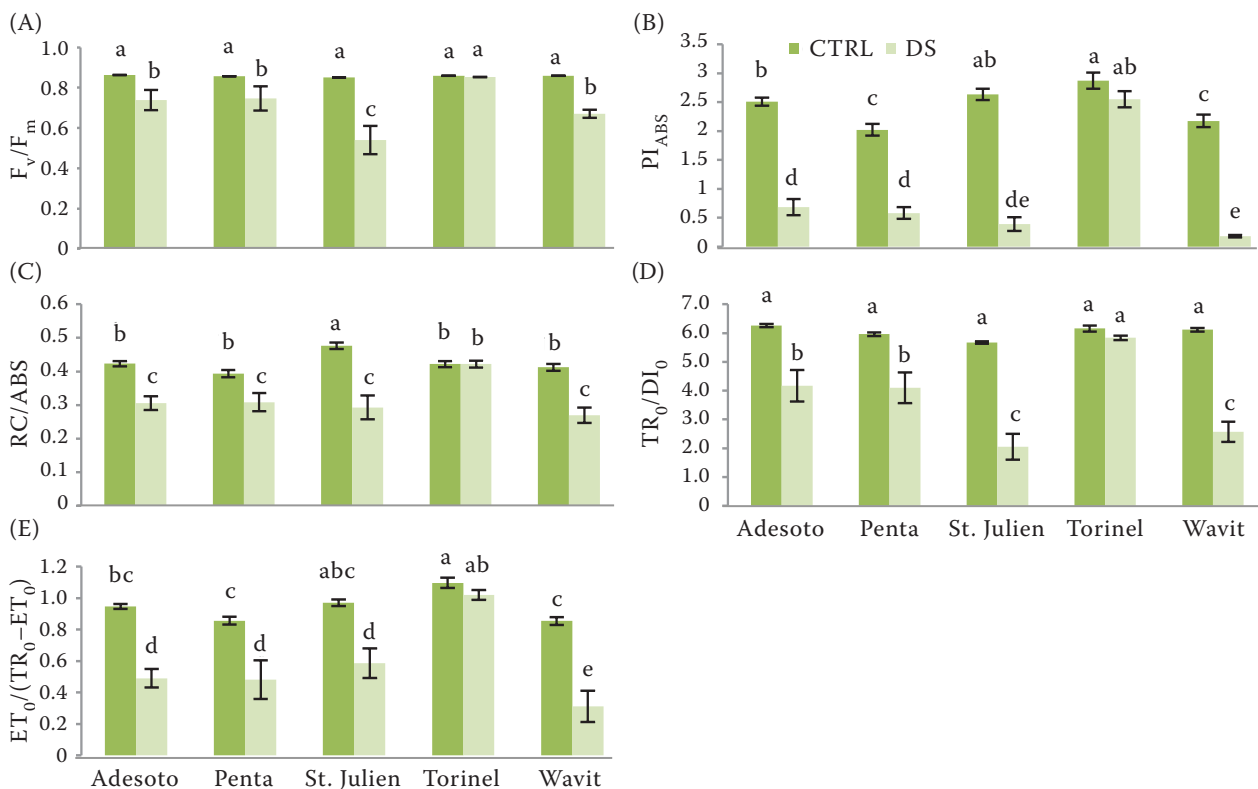 (A)
a a a a a
b b c b
1.0
0.8
0.6
0.4
0.2
0
Fv/Fm
(B)
CTRL DS
b c ab a ab c
d d de e
3.5
3
2.5
2
1.5
1
0.5
0
PIABS
(C)
b b a b b b
c c c c
0.6
0.5
0.4
0.3
0.2
0.1
0
RC/ABS
(D)
a a a a a a
b b c c
7.0
6.0
5.0
4.0
3.0
2.0
1.0
0.0
TR0/DI0
Adesoto Penta St. Julien Torinel Wavit
(E)
bc c abc a ab c
d d d e
1.2
1.0
0.8
0.6
0.4
0.2
0
ET0/(TR0−ET0)
Adesoto Penta St. Julien Torinel Wavit